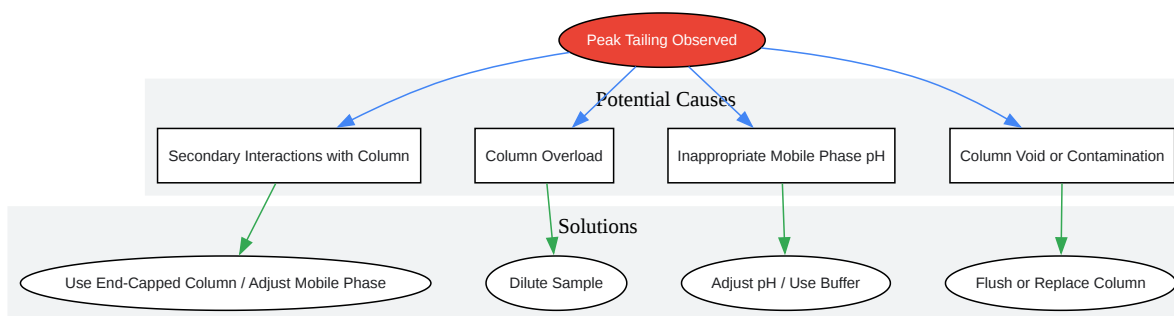 Peak Tailing Observed
Potential Causes
Secondary Interactions with Column
Column Overload
Inappropriate Mobile Phase pH
Column Void or Contamination
Solutions
Use End-Capped Column / Adjust Mobile Phase
Dilute Sample
Adjust pH / Use Buffer
Flush or Replace Column